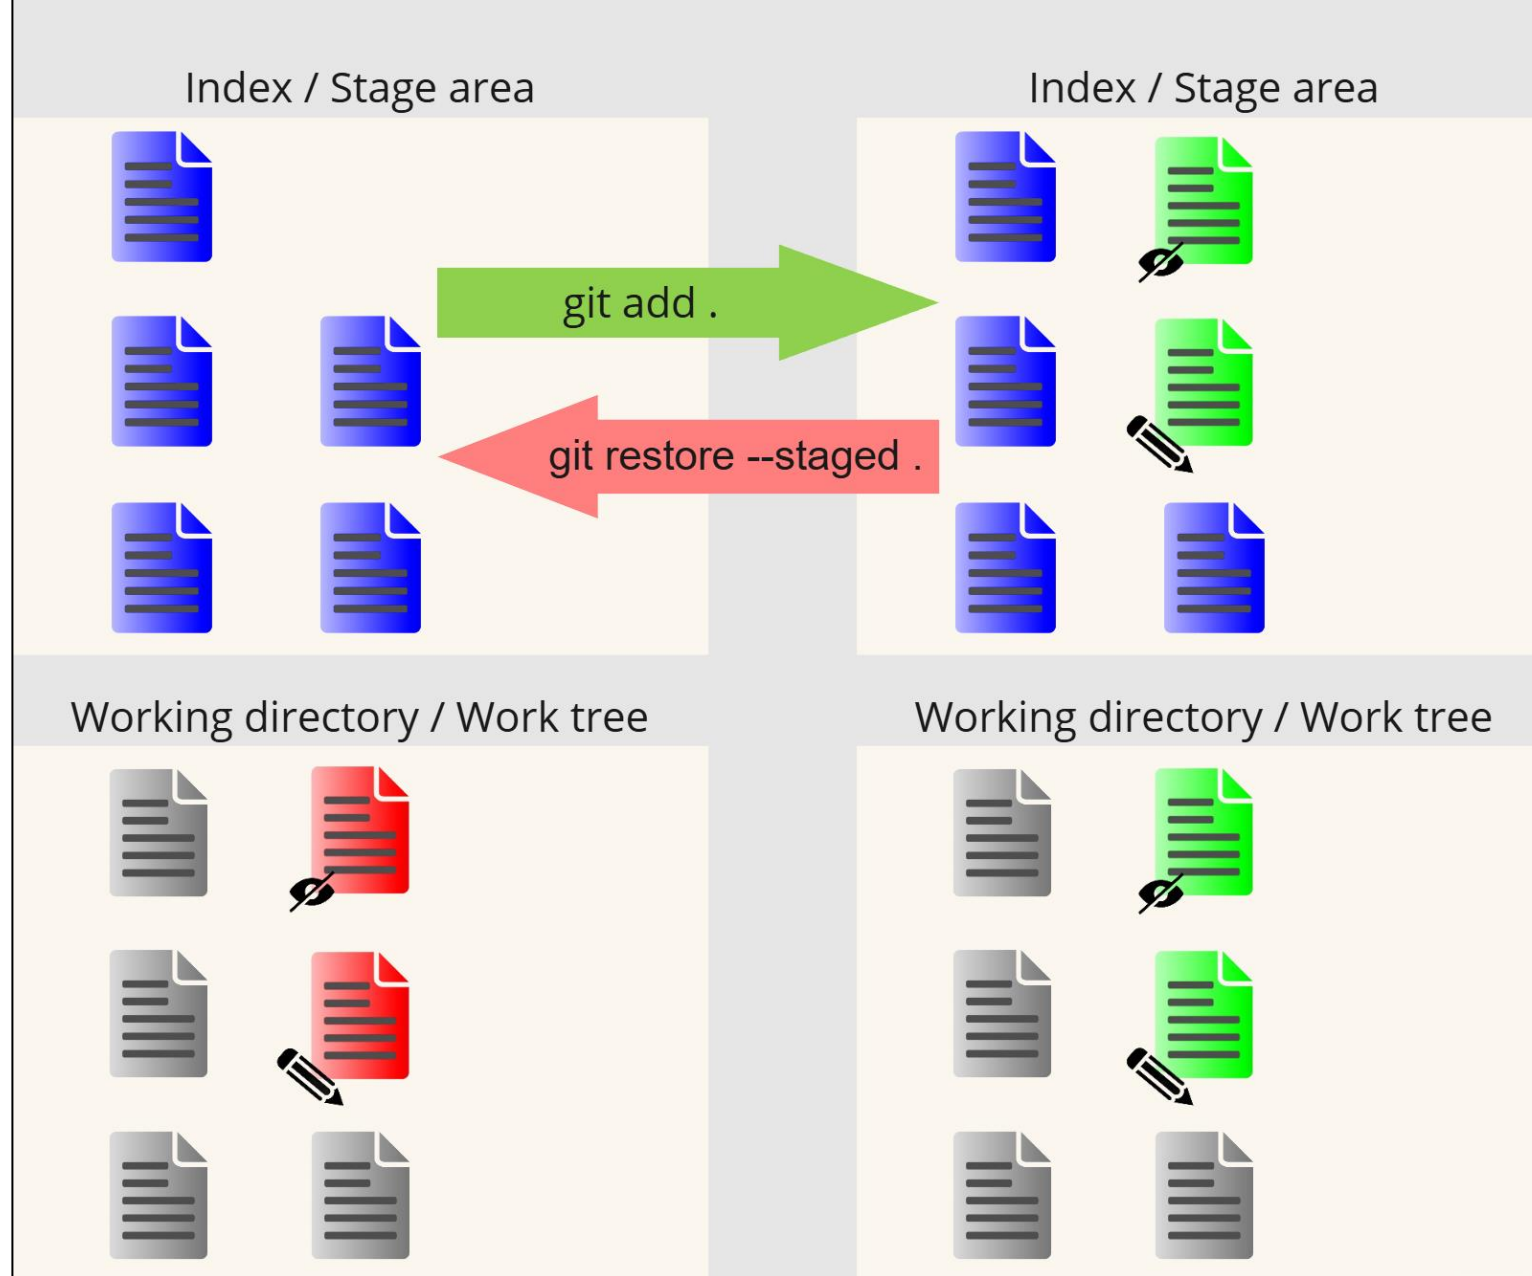 Index / Stage area
Index / Stage area
git add .
git restore --staged .
Working directory / Work tree
Working directory / Work tree